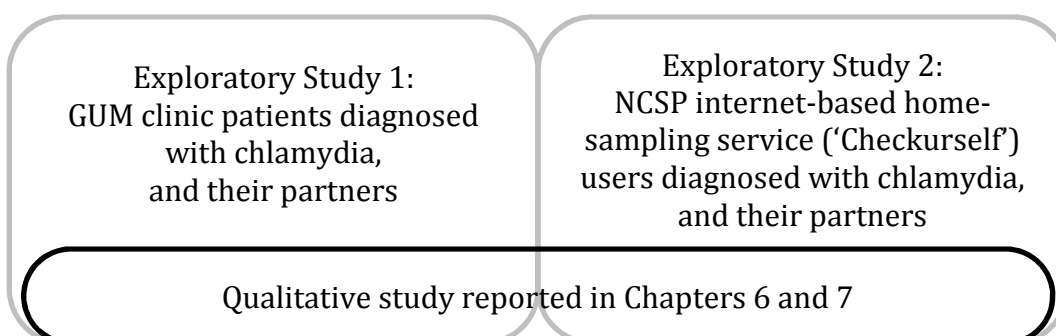 Exploratory Study 1:
GUM clinic patients diagnosed
with chlamydia,
and their partners
Exploratory Study 2:
NCSP internet-based home-
sampling service (‘Checkurself’)
users diagnosed with chlamydia,
and their partners
Qualitative study reported in Chapters 6 and 7